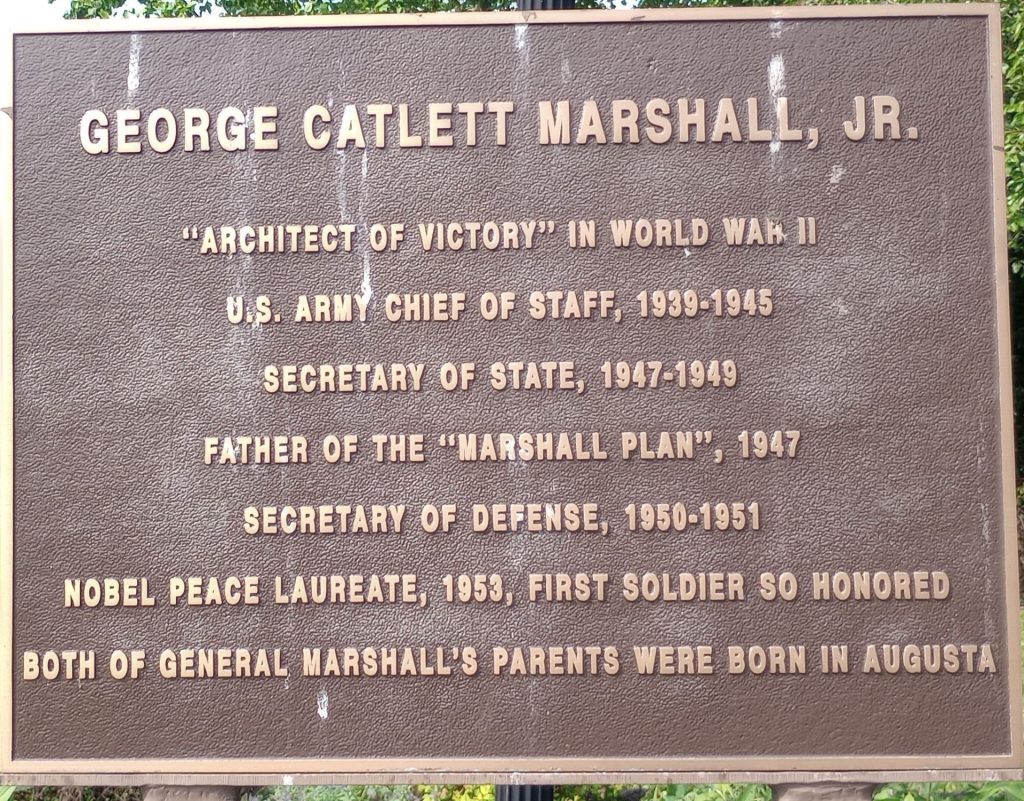 GEORGE CATLETT MARSHALL, JR.
"ARCHITECT OF VICTORY" IN WORLD WAR II
U.S. ARMY CHIEF OF STAFF, 1939-1945
SECRETARY OF STATE, 1947-1949
FATHER OF THE "MARSHALL PLAN", 1947
SECRETARY OF DEFENSE, 1950-1951
NOBEL PEACE LAUREATE, 1953, FIRST SOLDIER SO HONORED
BOTH OF GENERAL MARSHALL'S PARENTS WERE BORN IN AUGUSTA